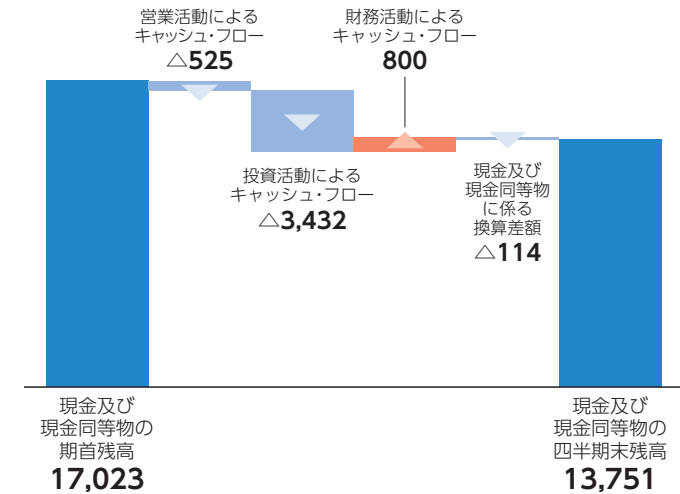 営業活動による
キャッシュ・フロー
△525
財務活動による
キャッシュ・フロー
800
投資活動による
キャッシュ・フロー
△3,432
現金及び
現金同等物
に係る
換算差額
△114
現金及び
現金同等物の
期首残高
17,023
現金及び
現金同等物の
四半期末残高
13,751